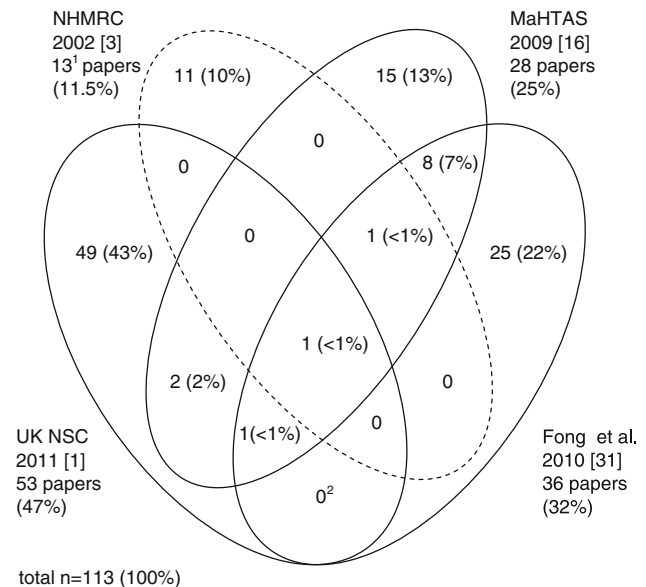 NHMRC
2002 [3]
13¹ papers
(11.5%)
MaHTAS
2009 [16]
28 papers
(25%)
11 (10%)
15 (13%)
0
8 (7%)
0
0
1 (<1%)
49 (43%)
25 (22%)
1 (<1%)
2 (2%)
0
0
1(<1%)
UK NSC
2011 [1]
53 papers
(47%)
Fong et al.
2010 [31]
36 papers
(32%)
0²
total n=113 (100%)